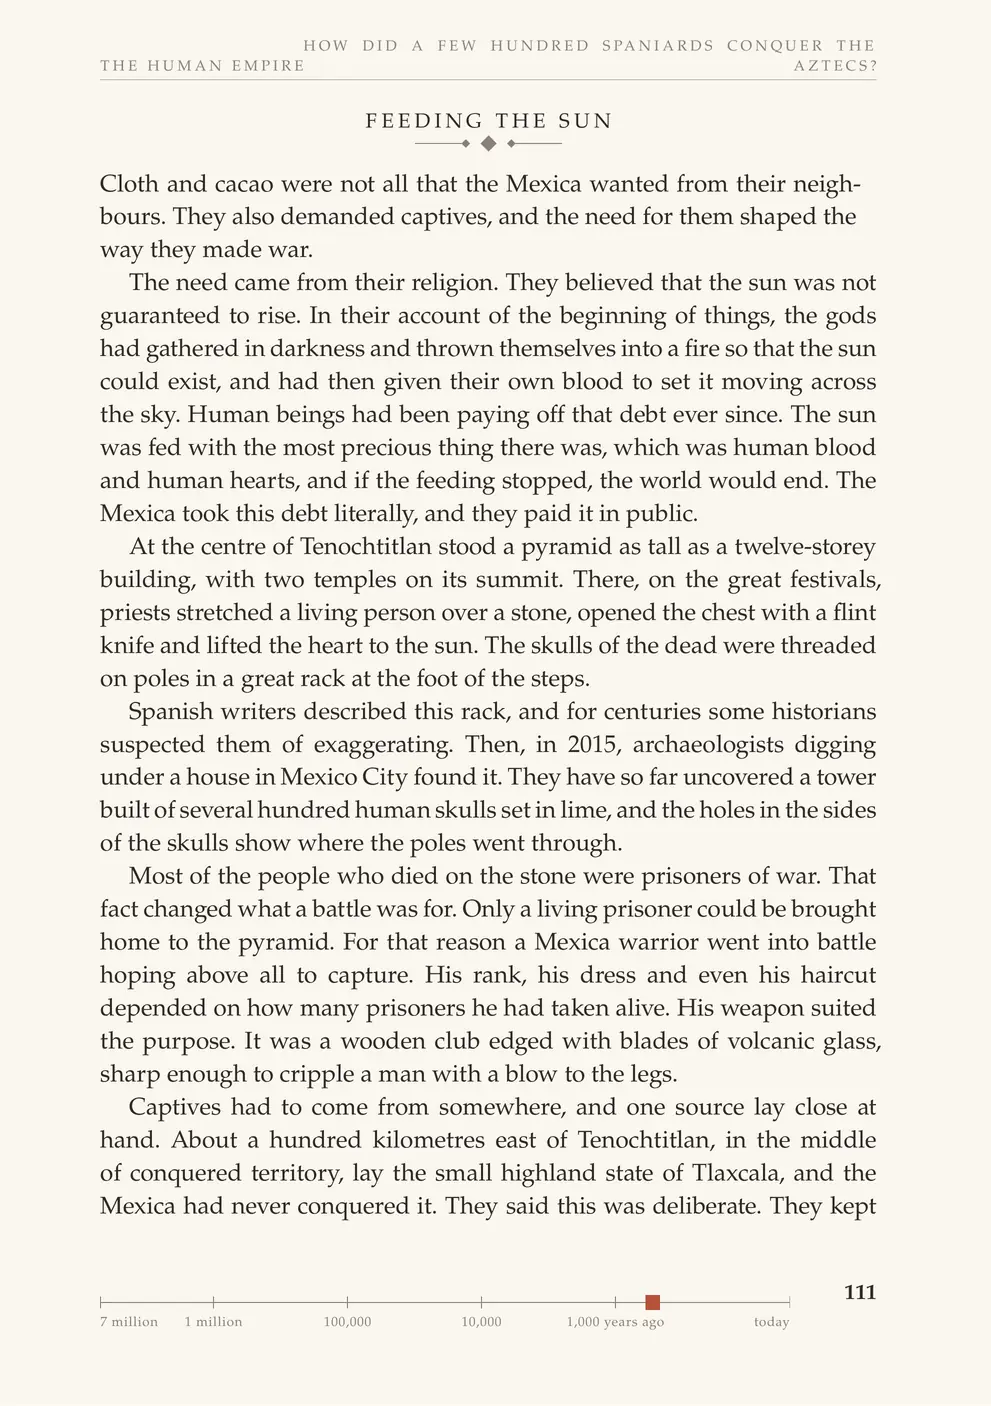 HOW DID A FEW HUNDRED SPANIARDS CONQUER THE
THE HUMAN EMPIRE AZTECS?
FEEDING THE SUN
Cloth and cacao were not all that the Mexica wanted from their neigh-
bours. They also demanded captives, and the need for them shaped the
way they made war.
The need came from their religion. They believed that the sun was not
guaranteed to rise. In their account of the beginning of things, the gods
had gathered in darkness and thrown themselves into a fire so that the sun
could exist, and had then given their own blood to set it moving across
the sky. Human beings had been paying off that debt ever since. The sun
was fed with the most precious thing there was, which was human blood
and human hearts, and if the feeding stopped, the world would end. The
Mexica took this debt literally, and they paid it in public.
At the centre of Tenochtitlan stood a pyramid as tall as a twelve-storey
building, with two temples on its summit. There, on the great festivals,
priests stretched a living person over a stone, opened the chest with a flint
knife and lifted the heart to the sun. The skulls of the dead were threaded
on poles in a great rack at the foot of the steps.
Spanish writers described this rack, and for centuries some historians
suspected them of exaggerating. Then, in 2015, archaeologists digging
under a house in Mexico City found it. They have so far uncovered a tower
built of several hundred human skulls set in lime, and the holes in the sides
of the skulls show where the poles went through.
Most of the people who died on the stone were prisoners of war. That
fact changed what a battle was for. Only a living prisoner could be brought
home to the pyramid. For that reason a Mexica warrior went into battle
hoping above all to capture. His rank, his dress and even his haircut
depended on how many prisoners he had taken alive. His weapon suited
the purpose. It was a wooden club edged with blades of volcanic glass,
sharp enough to cripple a man with a blow to the legs.
Captives had to come from somewhere, and one source lay close at
hand. About a hundred kilometres east of Tenochtitlan, in the middle
of conquered territory, lay the small highland state of Tlaxcala, and the
Mexica had never conquered it. They said this was deliberate. They kept
111
7 million 1 million 100,000 10,000 1,000 years ago today